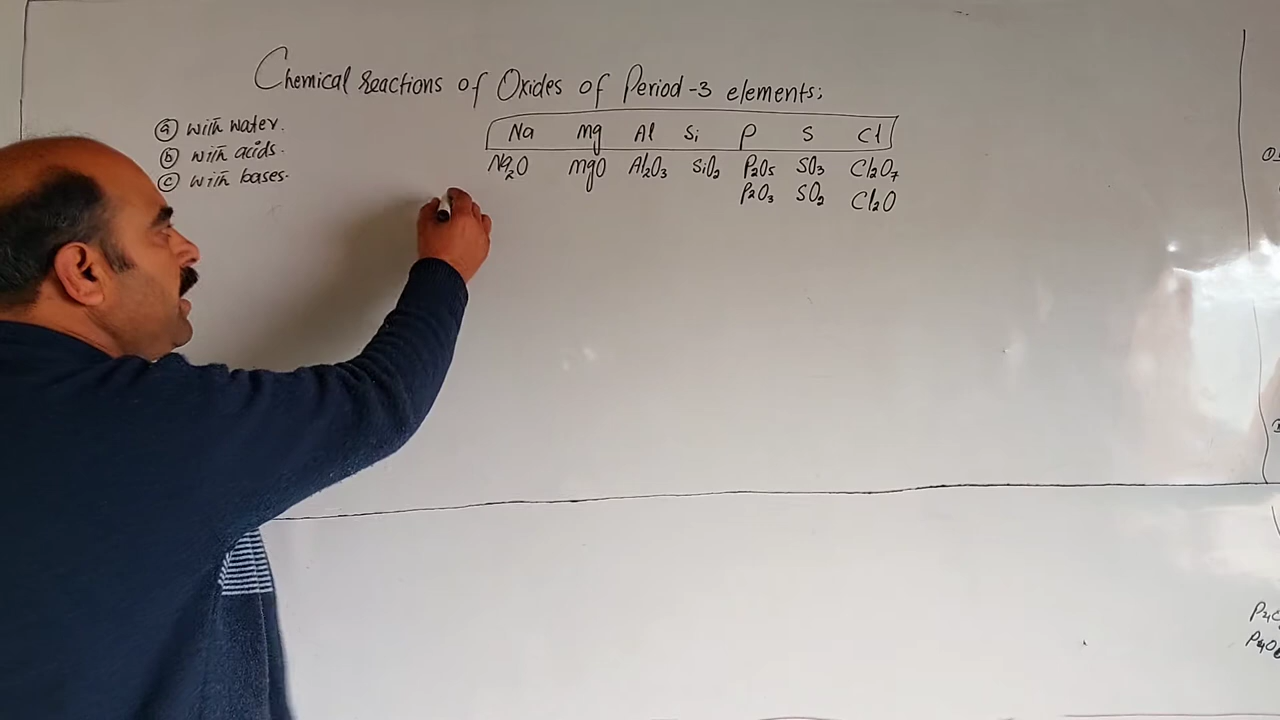 Chemical reactions of Oxides of Period-3 elements;
(a) with water.
(b) with acids.
(c) with bases.
Na Mg Al Si P S Cl
Na₂O MgO Al₂O₃ SiO₂ P₂O₅ SO₃ Cl₂O₇
P₂O₃ SO₂ Cl₂O